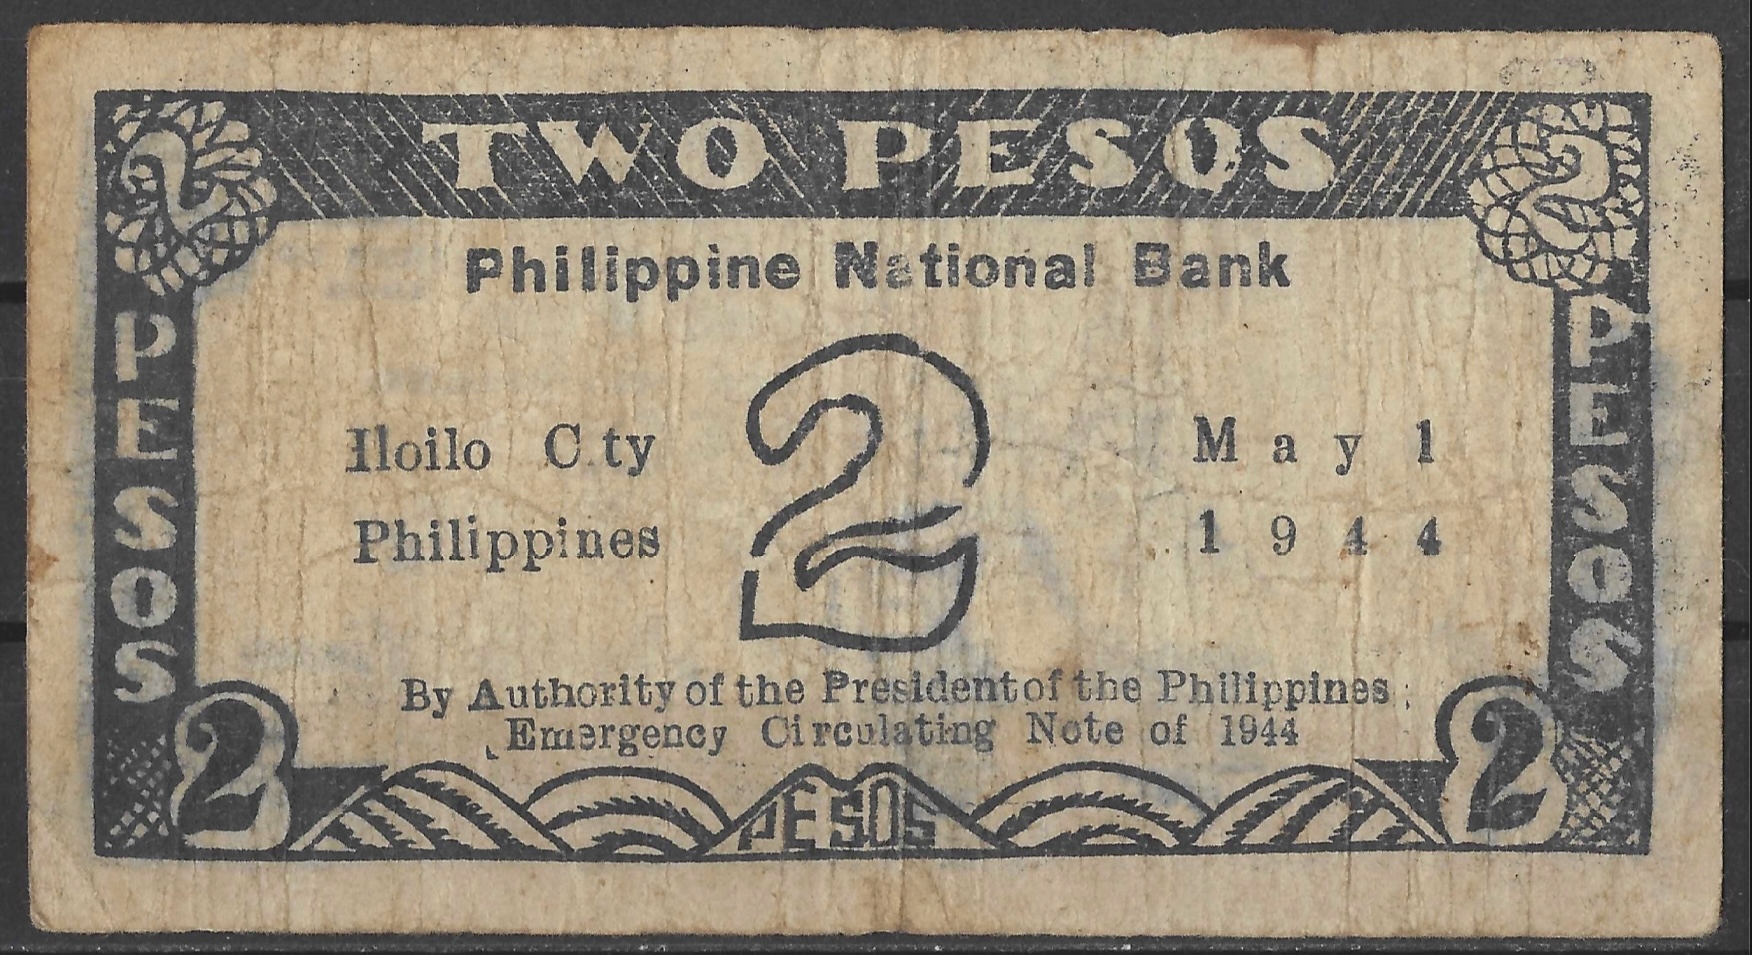 2 TWO PESOS 2
Philippine National Bank
PESOS
PESOS
2
Iloilo C ty
May 1
Philippines
1944
By Authority of the President of the Philippines
Emergency Circulating Note of 1944
2 PESOS 2